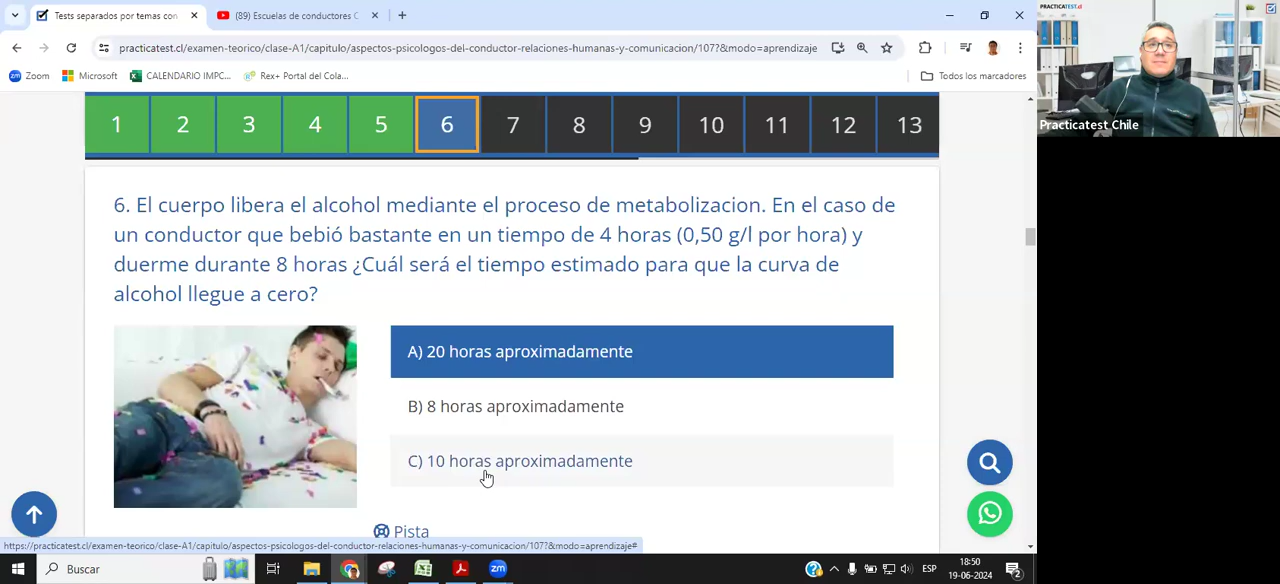 Tests separados por temas con
(89) Escuelas de conductores C
practicatest.cl/examen-teorico/clase-A1/capitulo/aspectos-psicologos-del-conductor-relaciones-humanas-y-comunicacion/107?&modo=aprendizaje
Zoom
Microsoft
CALENDARIO IMPC...
Rex+ Portal del Cola...
Todos los marcadores
PRACTICATEST.cl
Practicatest Chile
1 2 3 4 5 6 7 8 9 10 11 12 13
6. El cuerpo libera el alcohol mediante el proceso de metabolizacion. En el caso de
un conductor que bebió bastante en un tiempo de 4 horas (0,50 g/l por hora) y
duerme durante 8 horas ¿Cuál será el tiempo estimado para que la curva de
alcohol llegue a cero?
A) 20 horas aproximadamente
B) 8 horas aproximadamente
C) 10 horas aproximadamente
Pista
https://practicatest.cl/examen-teorico/clase-A1/capitulo/aspectos-psicologos-del-conductor-relaciones-humanas-y-comunicacion/107?&modo=aprendizaje#
Buscar
zm
ESP
18:50
19-06-2024
2